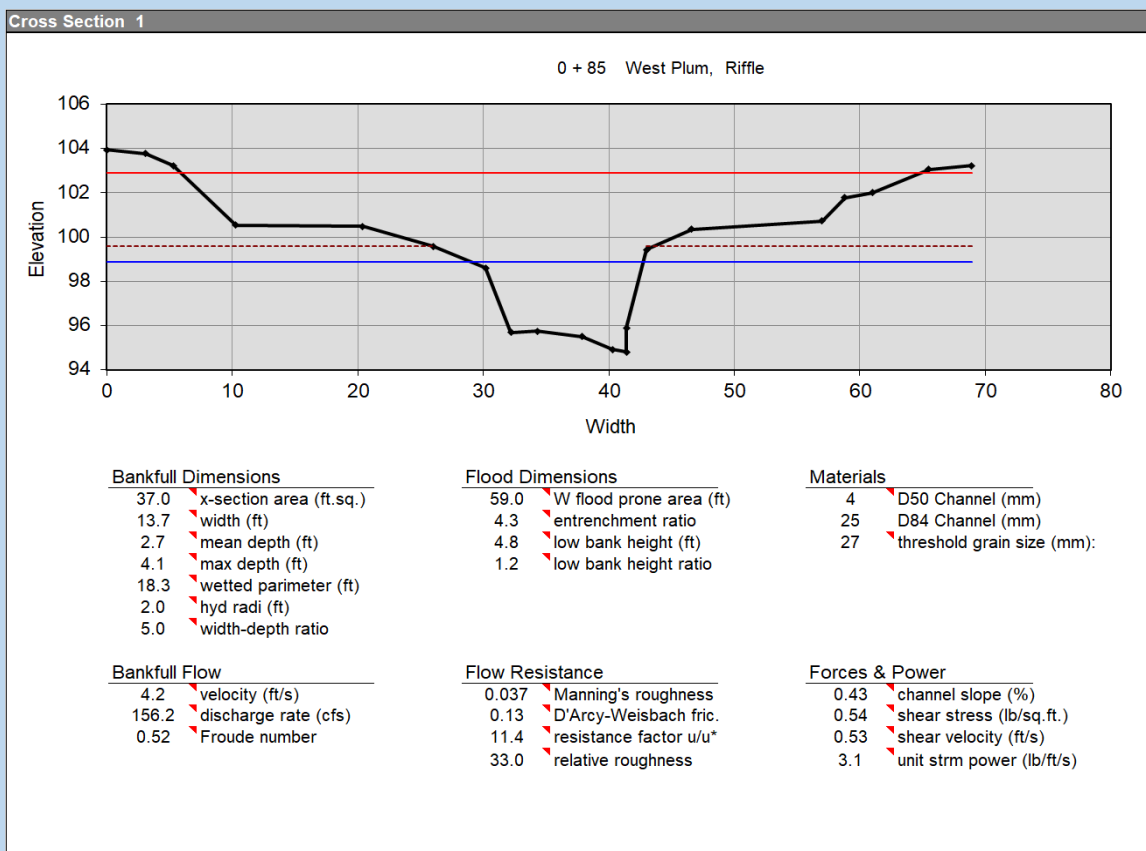 Cross Section 1
0 + 85 West Plum, Riffle
106
104
102
100
98
96
94
Elevation
0 10 20 30 40 50 60 70 80
Width
Bankfull Dimensions
37.0 x-section area (ft.sq.)
13.7 width (ft)
2.7 mean depth (ft)
4.1 max depth (ft)
18.3 wetted parimeter (ft)
2.0 hyd radi (ft)
5.0 width-depth ratio
Flood Dimensions
59.0 W flood prone area (ft)
4.3 entrenchment ratio
4.8 low bank height (ft)
1.2 low bank height ratio
Materials
4 D50 Channel (mm)
25 D84 Channel (mm)
27 threshold grain size (mm):
Bankfull Flow
4.2 velocity (ft/s)
156.2 discharge rate (cfs)
0.52 Froude number
Flow Resistance
0.037 Manning's roughness
0.13 D'Arcy-Weisbach fric.
11.4 resistance factor u/u*
33.0 relative roughness
Forces & Power
0.43 channel slope (%)
0.54 shear stress (lb/sq.ft.)
0.53 shear velocity (ft/s)
3.1 unit strm power (lb/ft/s)